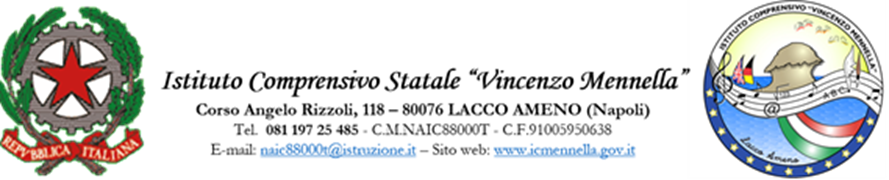 REPVBBLICA ITALIANA
Istituto Comprensivo Statale “Vincenzo Mennella”
Corso Angelo Rizzoli, 118 – 80076 LACCO AMENO (Napoli)
Tel. 081 197 25 485 - C.M.NAIC88000T - C.F.91005950638
E-mail: naic88000t@istruzione.it – Sito web: www.icmennella.gov.it
ISTITUTO COMPRENSIVO "VINCENZO MENNELLA"
@
A B C
Lacco Ameno